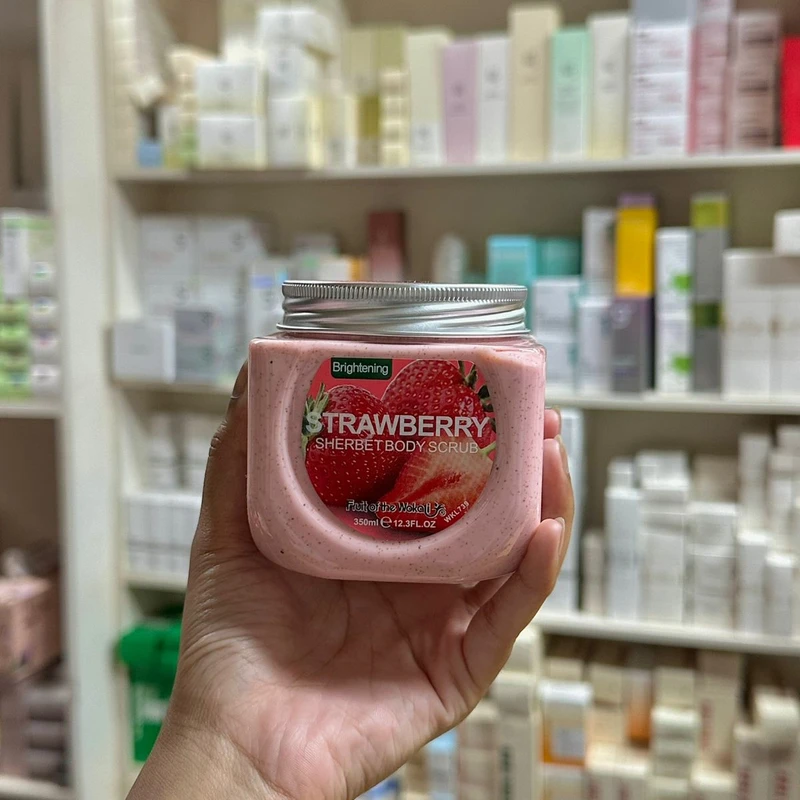 Brightening
STRAWBERRY
SHERBET BODY SCRUB
Fruit of the Wokali
350ml e 12.3FL.OZ